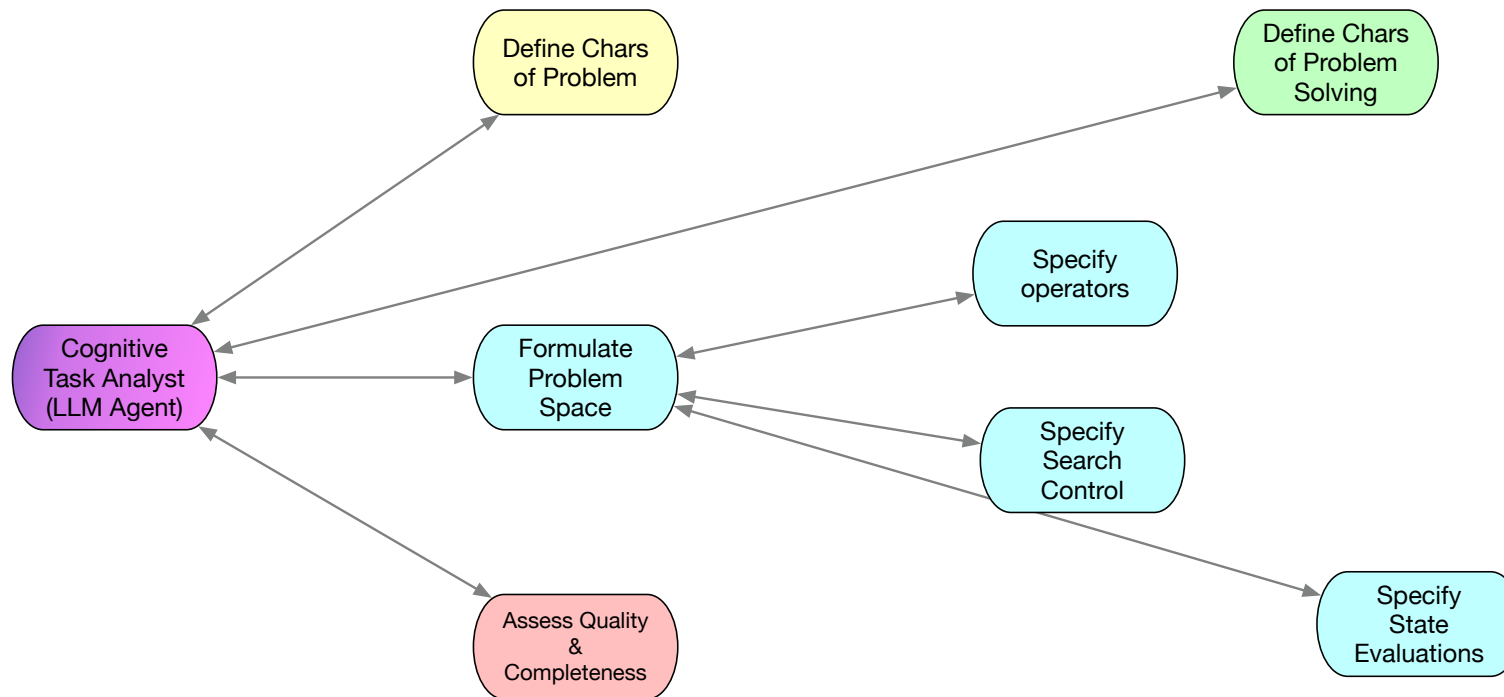 Define Chars
of Problem
Define Chars
of Problem
Solving
Specify
operators
Cognitive
Task Analyst
(LLM Agent)
Formulate
Problem
Space
Specify
Search
Control
Assess Quality
&
Completeness
Specify
State
Evaluations